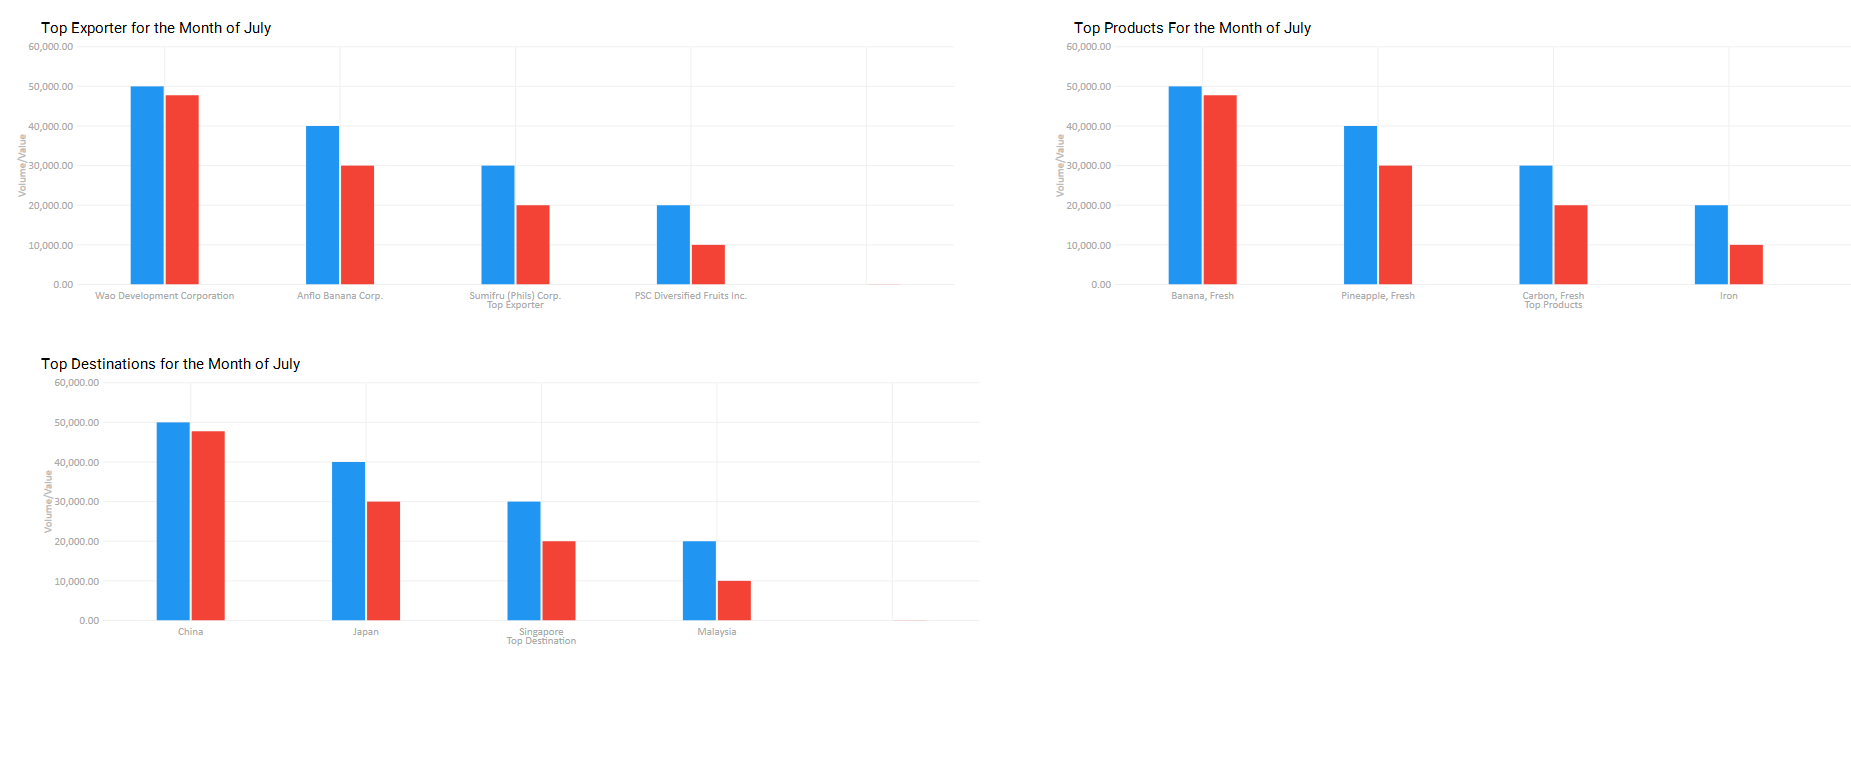 Top Exporter for the Month of July
60,000.00
50,000.00
40,000.00
30,000.00
20,000.00
10,000.00
0.00
Volume/Value
Wao Development Corporation
Anflo Banana Corp.
Sumifru (Phils) Corp.
PSC Diversified Fruits Inc.
Top Exporter
Top Products For the Month of July
60,000.00
50,000.00
40,000.00
30,000.00
20,000.00
10,000.00
0.00
Volume/Value
Banana, Fresh
Pineapple, Fresh
Carbon, Fresh
Iron
Top Products
Top Destinations for the Month of July
60,000.00
50,000.00
40,000.00
30,000.00
20,000.00
10,000.00
0.00
Volume/Value
China
Japan
Singapore
Malaysia
Top Destination